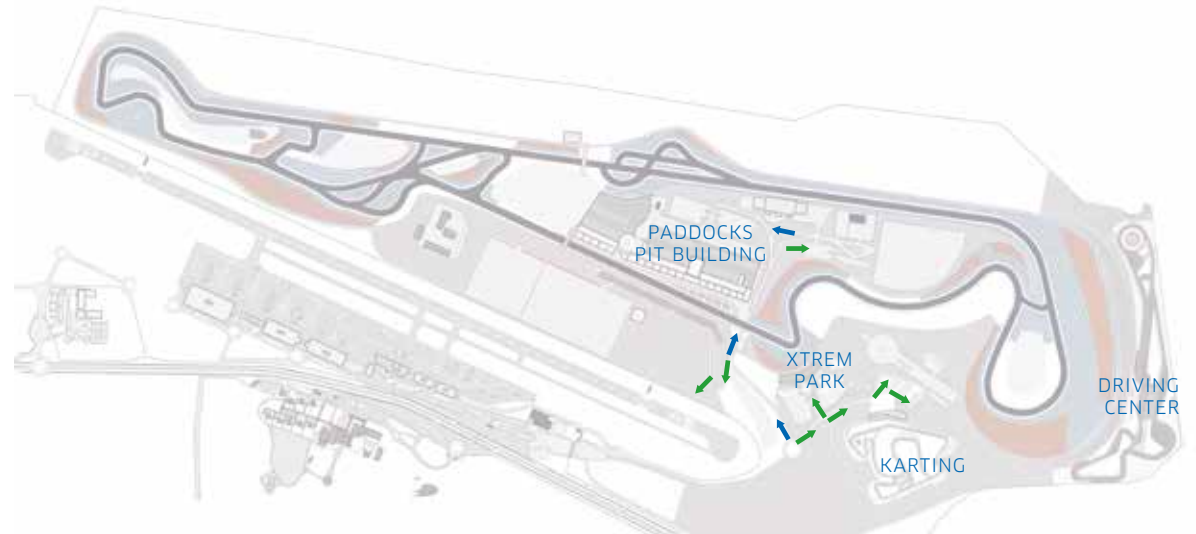 PADDOCKS
PIT BUILDING
XTREM
PARK
DRIVING
CENTER
KARTING